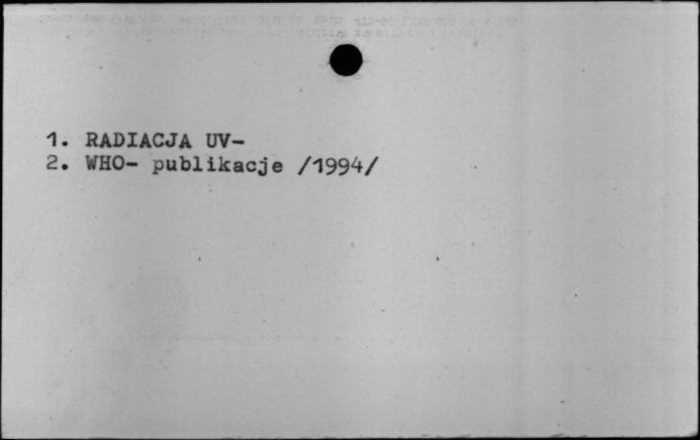 1. RADIACJA UV-
2. WHO- publikacje /1994/